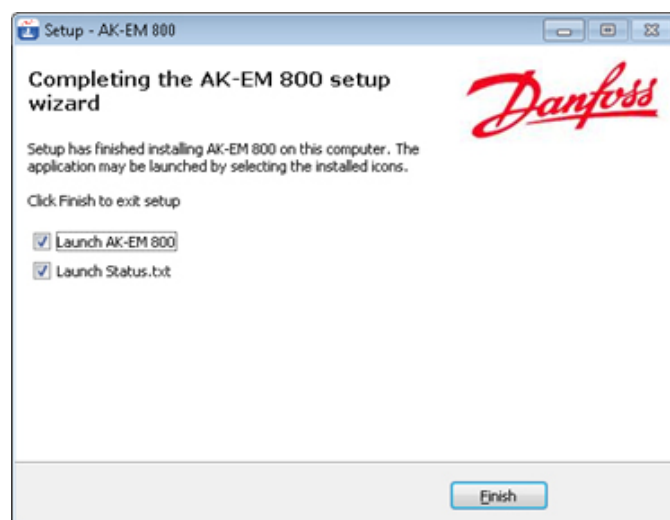 Setup - AK-EM 800
Completing the AK-EM 800 setup
wizard
Danfoss
Setup has finished installing AK-EM 800 on this computer. The
application may be launched by selecting the installed icons.
Click Finish to exit setup
Launch AK-EM 800
Launch Status.txt
Finish